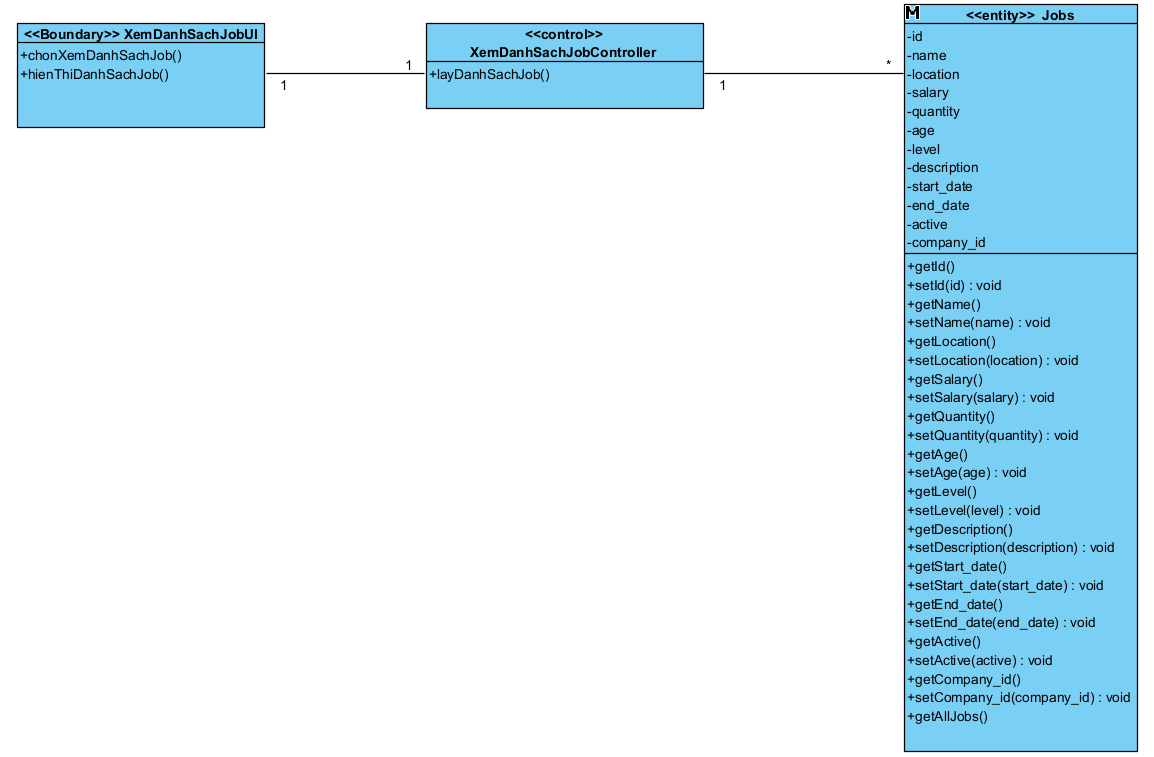 <<Boundary>> XemDanhSachJobUI
+chonXemDanhSachJob()
+hienThiDanhSachJob()
1
1
<<control>>
XemDanhSachJobController
+layDanhSachJob()
1
*
M
<<entity>> Jobs
-id
-name
-location
-salary
-quantity
-age
-level
-description
-start_date
-end_date
-active
-company_id
+getId()
+setId(id) : void
+getName()
+setName(name) : void
+getLocation()
+setLocation(location) : void
+getSalary()
+setSalary(salary) : void
+getQuantity()
+setQuantity(quantity) : void
+getAge()
+setAge(age) : void
+getLevel()
+setLevel(level) : void
+getDescription()
+setDescription(description) : void
+getStart_date()
+setStart_date(start_date) : void
+getEnd_date()
+setEnd_date(end_date) : void
+getActive()
+setActive(active) : void
+getCompany_id()
+setCompany_id(company_id) : void
+getAllJobs()